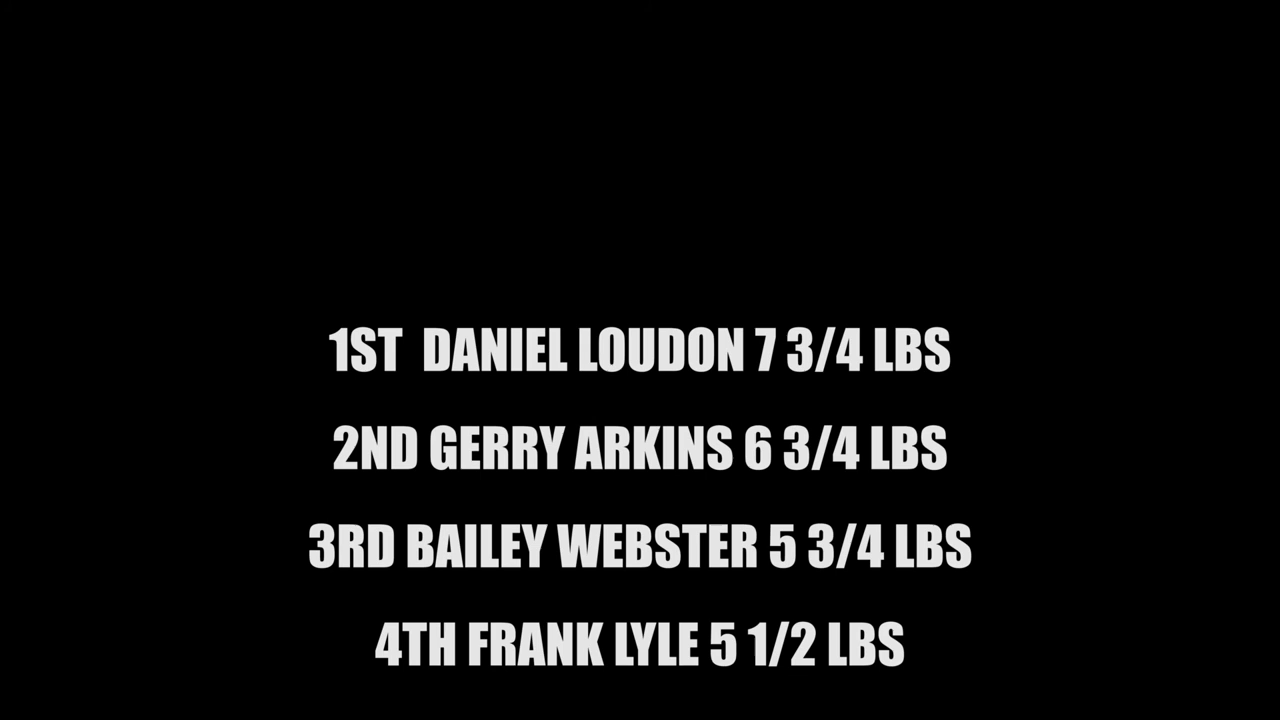 1ST  DANIEL LOUDON 7 3/4 LBS
2ND GERRY ARKINS 6 3/4 LBS
3RD BAILEY WEBSTER 5 3/4 LBS
4TH FRANK LYLE 5 1/2 LBS